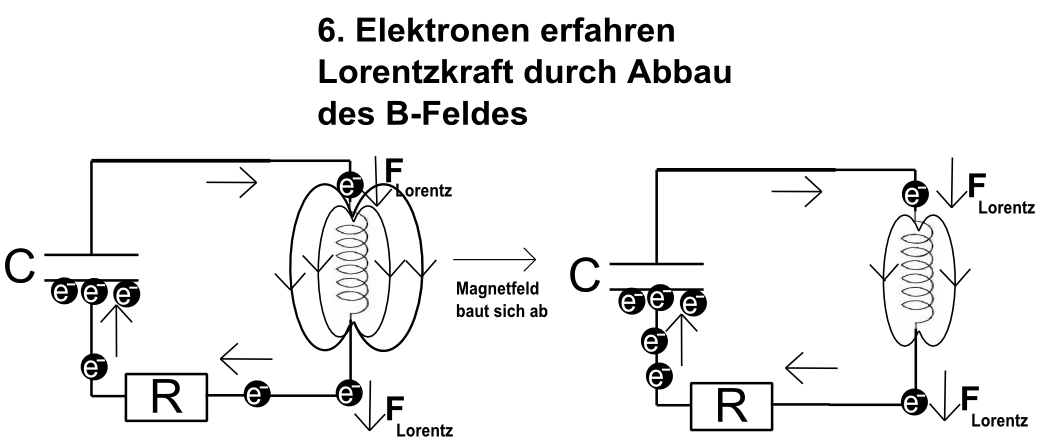 6. Elektronen erfahren
Lorentzkraft durch Abbau
des B-Feldes
e⁻ F Lorentz
C
e⁻ e⁻ e⁻
e⁻
R
e⁻ e⁻ F Lorentz
Magnetfeld
baut sich ab
e⁻ F Lorentz
C
e⁻ e⁻ e⁻
e⁻
e⁻
R
e⁻ F Lorentz